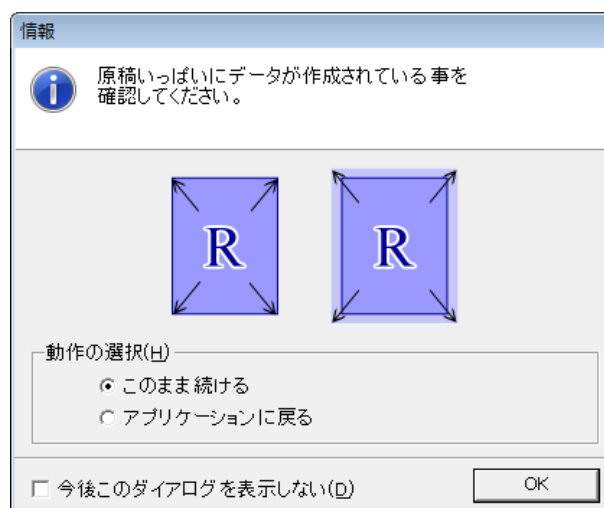 情報
原稿いっぱいにデータが作成されている事を
確認してください。
R
R
動作の選択(H)
このまま続ける
アプリケーションに戻る
今後このダイアログを表示しない(D)
OK